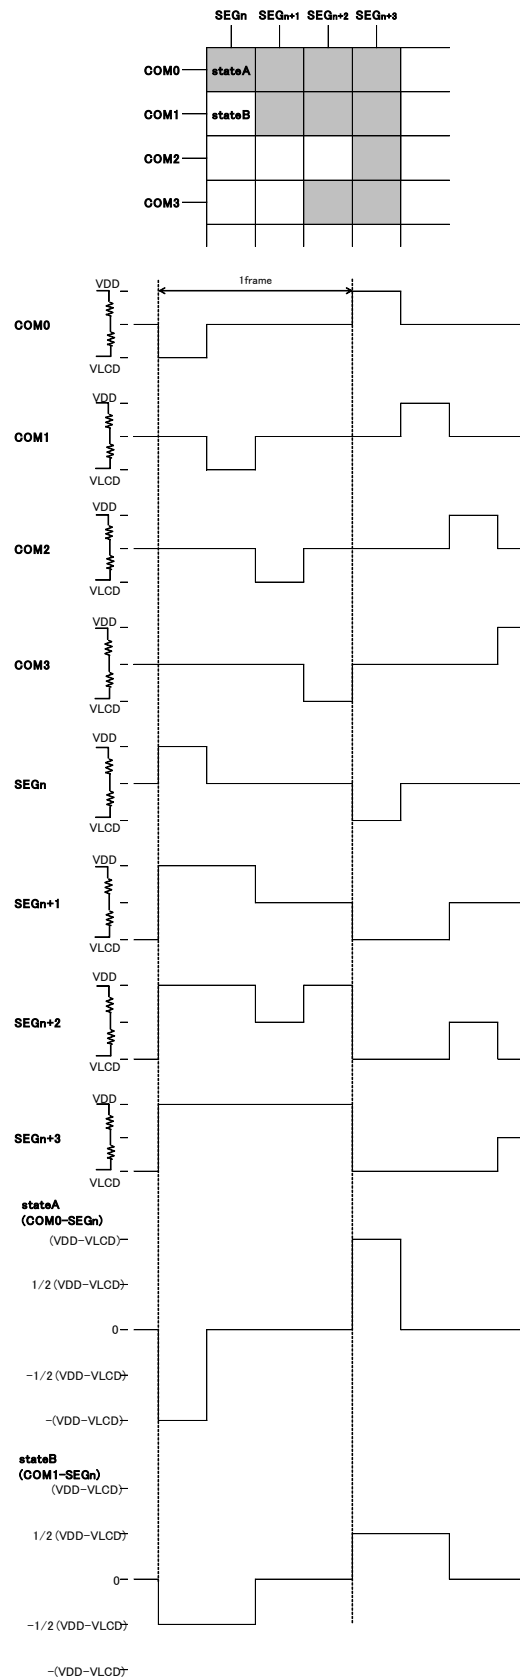 SEGn SEGn+1 SEGn+2 SEGn+3
COM0 stateA
COM1 stateB
COM2
COM3
1frame
VDD
COM0
VLCD
VDD
COM1
VLCD
VDD
COM2
VLCD
VDD
COM3
VLCD
VDD
SEGn
VLCD
VDD
SEGn+1
VLCD
VDD
SEGn+2
VLCD
VDD
SEGn+3
VLCD
stateA
(COM0-SEGn)
(VDD-VLCD)
1/2(VDD-VLCD)
0
-1/2(VDD-VLCD)
-(VDD-VLCD)
stateB
(COM1-SEGn)
(VDD-VLCD)
1/2(VDD-VLCD)
0
-1/2(VDD-VLCD)
-(VDD-VLCD)